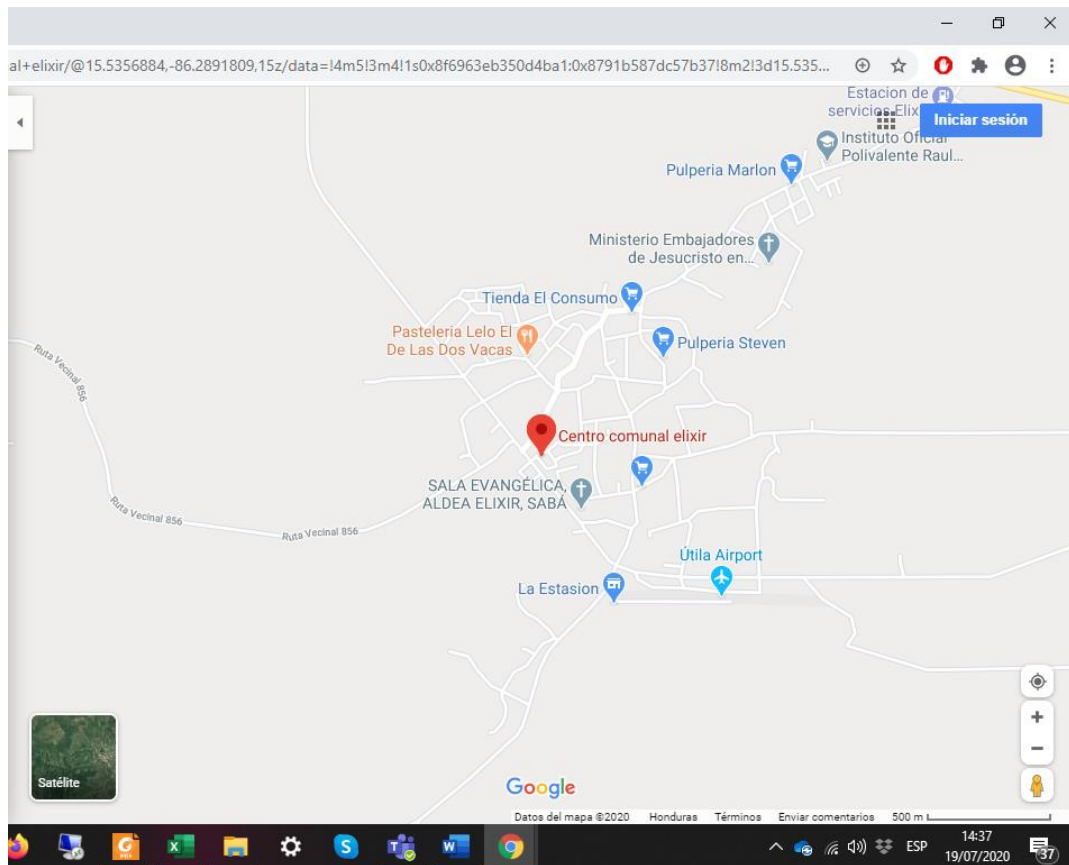 al+elixir/@15.5356884,-86.2891809,15z/data=!4m5!3m4!1s0x8f6963eb350d4ba1:0x8791b587dc57b37!8m2!3d15.535...
Estacion de
servicios Elix
Iniciar sesión
Instituto Oficial
Polivalente Raul...
Pulperia Marlon
Ministerio Embajadores
de Jesucristo en...
Tienda El Consumo
Pasteleria Lelo El
De Las Dos Vacas
Pulperia Steven
Ruta Vecinal 856
Centro comunal elixir
SALA EVANGÉLICA,
ALDEA ELIXIR, SABÁ
Ruta Vecinal 856
Ruta Vecinal 856
Útila Airport
La Estasion
Satélite
Google
Datos del mapa ©2020 Honduras Términos Enviar comentarios 500 m
ESP
14:37
19/07/2020
37